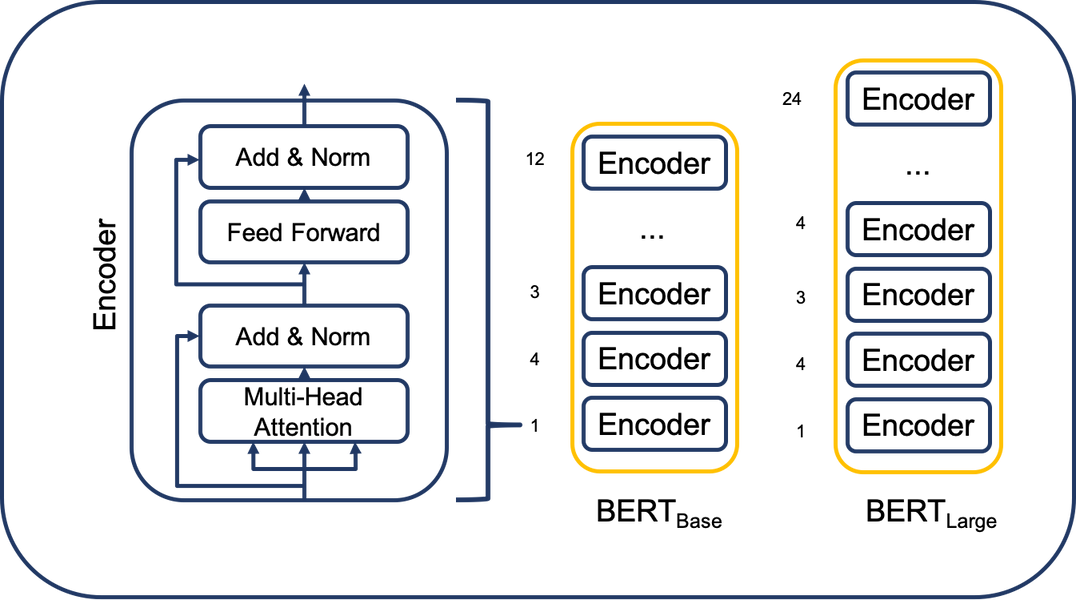 Encoder
Add & Norm
Feed Forward
Add & Norm
Multi-Head
Attention
12
Encoder
...
3
Encoder
4
Encoder
1
Encoder
BERTBase
24
Encoder
...
4
Encoder
3
Encoder
4
Encoder
1
Encoder
BERTLarge